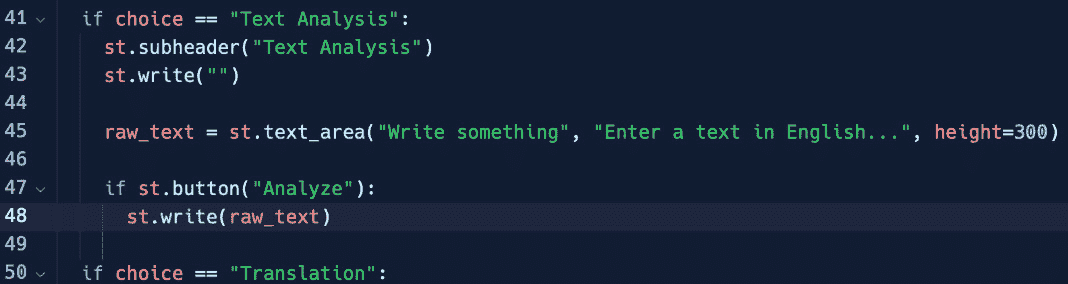 41 if choice == "Text Analysis":
42 st.subheader("Text Analysis")
43 st.write("")
44
45 raw_text = st.text_area("Write something", "Enter a text in English...", height=300)
46
47 if st.button("Analyze"):
48 st.write(raw_text)
49
50 if choice == "Translation":